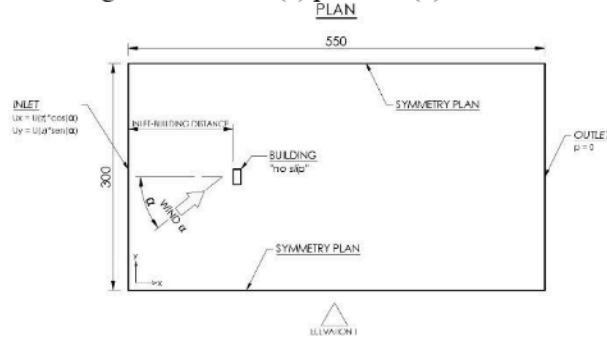 PLAN
550
INLET
Ux = U(z)*cos(α)
Uy = U(z)*sen(α)
INLET-BUILDING DISTANCE
SYMMETRY PLAN
BUILDING
"no slip"
OUTLET
p = 0
300
α
WIND α
SYMMETRY PLAN
Y
X
ELEVATION 1